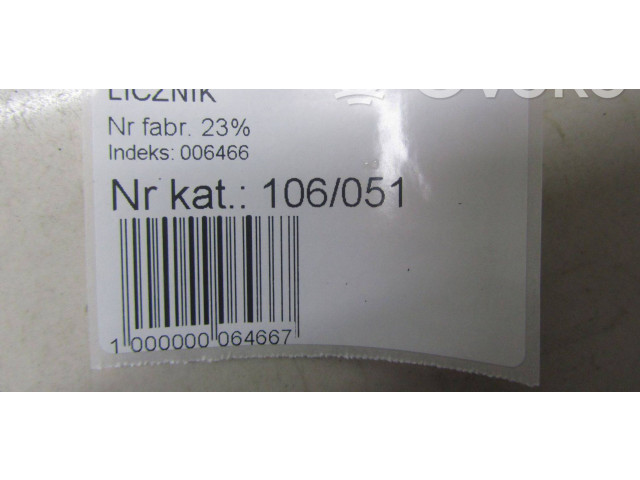 LICZNIK
Nr fabr. 23%
Indeks: 006466
Nr kat.: 106/051
1 000000 064667